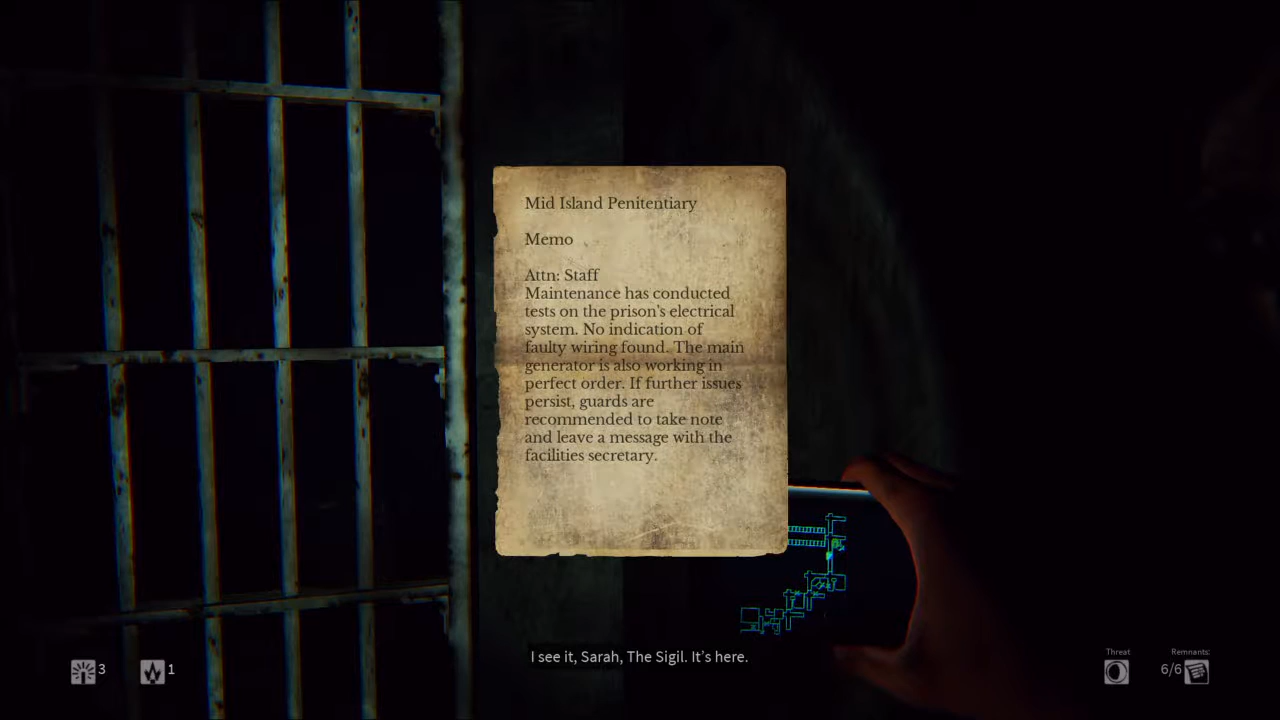 Mid Island Penitentiary
Memo
Attn: Staff
Maintenance has conducted
tests on the prison's electrical
system. No indication of
faulty wiring found. The main
generator is also working in
perfect order. If further issues
persist, guards are
recommended to take note
and leave a message with the
facilities secretary.
I see it, Sarah, The Sigil. It's here.
3
1
Threat
Remnants:
6/6